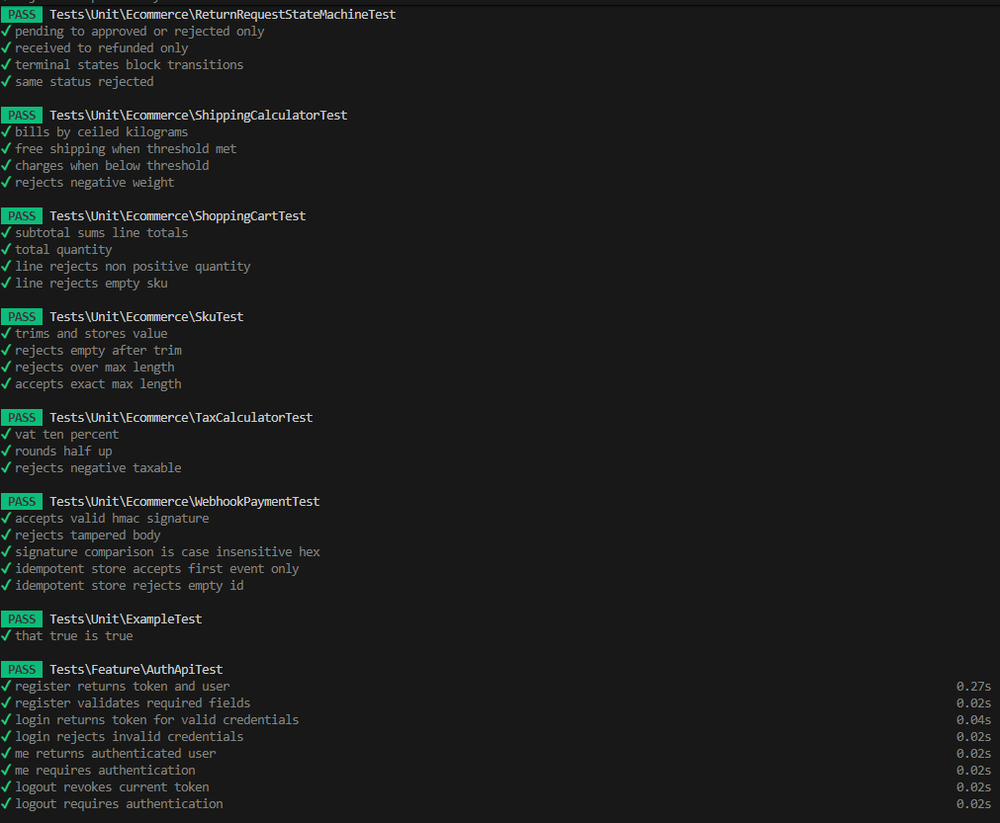 PASS Tests\Unit\Ecommerce\ReturnRequestStateMachineTest
✓ pending to approved or rejected only
✓ received to refunded only
✓ terminal states block transitions
✓ same status rejected
PASS Tests\Unit\Ecommerce\ShippingCalculatorTest
✓ bills by ceiled kilograms
✓ free shipping when threshold met
✓ charges when below threshold
✓ rejects negative weight
PASS Tests\Unit\Ecommerce\ShoppingCartTest
✓ subtotal sums line totals
✓ total quantity
✓ line rejects non positive quantity
✓ line rejects empty sku
PASS Tests\Unit\Ecommerce\SkuTest
✓ trims and stores value
✓ rejects empty after trim
✓ rejects over max length
✓ accepts exact max length
PASS Tests\Unit\Ecommerce\TaxCalculatorTest
✓ vat ten percent
✓ rounds half up
✓ rejects negative taxable
PASS Tests\Unit\Ecommerce\WebhookPaymentTest
✓ accepts valid hmac signature
✓ rejects tampered body
✓ signature comparison is case insensitive hex
✓ idempotent store accepts first event only
✓ idempotent store rejects empty id
PASS Tests\Unit\ExampleTest
✓ that true is true
PASS Tests\Feature\AuthApiTest
✓ register returns token and user 0.27s
✓ register validates required fields 0.02s
✓ login returns token for valid credentials 0.04s
✓ login rejects invalid credentials 0.02s
✓ me returns authenticated user 0.02s
✓ me requires authentication 0.02s
✓ logout revokes current token 0.02s
✓ logout requires authentication 0.02s